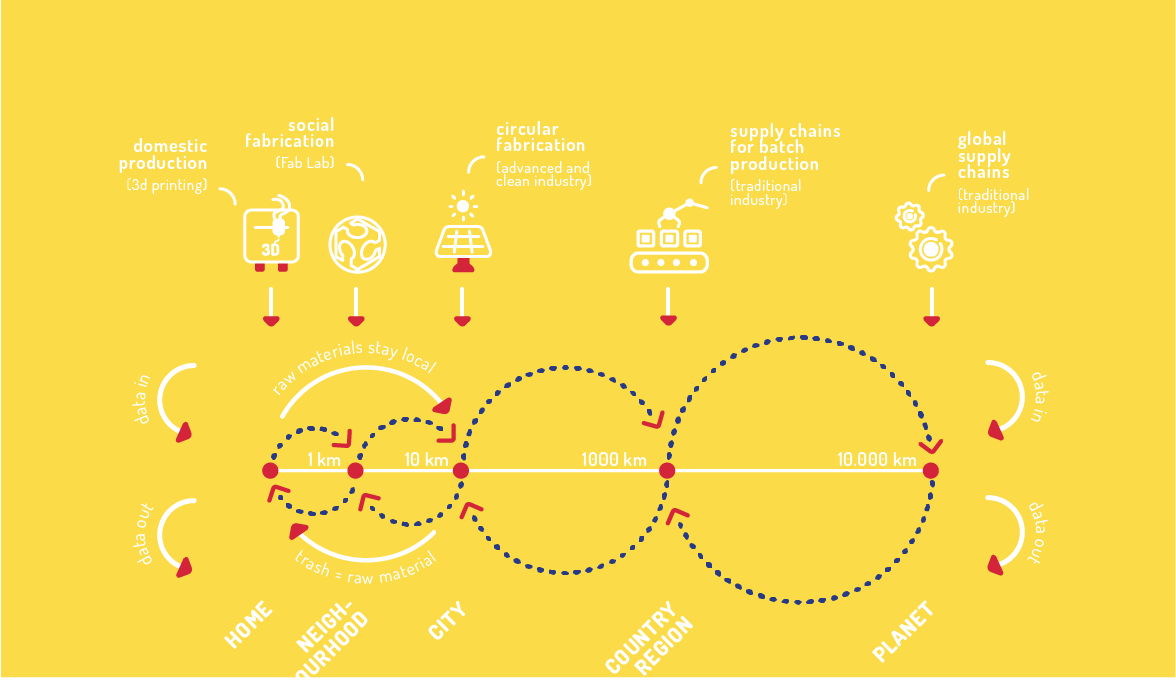 domestic
production
(3d printing)
social
fabrication
(Fab Lab)
circular
fabrication
(advanced and
clean industry)
supply chains
for batch
production
(traditional
industry)
global
supply
chains
(traditional
industry)
3D
raw materials stay local
data in
data in
1 km
10 km
1000 km
10.000 km
data out
data out
trash = raw material
HOME
NEIGH-
OURHOOD
CITY
COUNTRY
REGION
PLANET